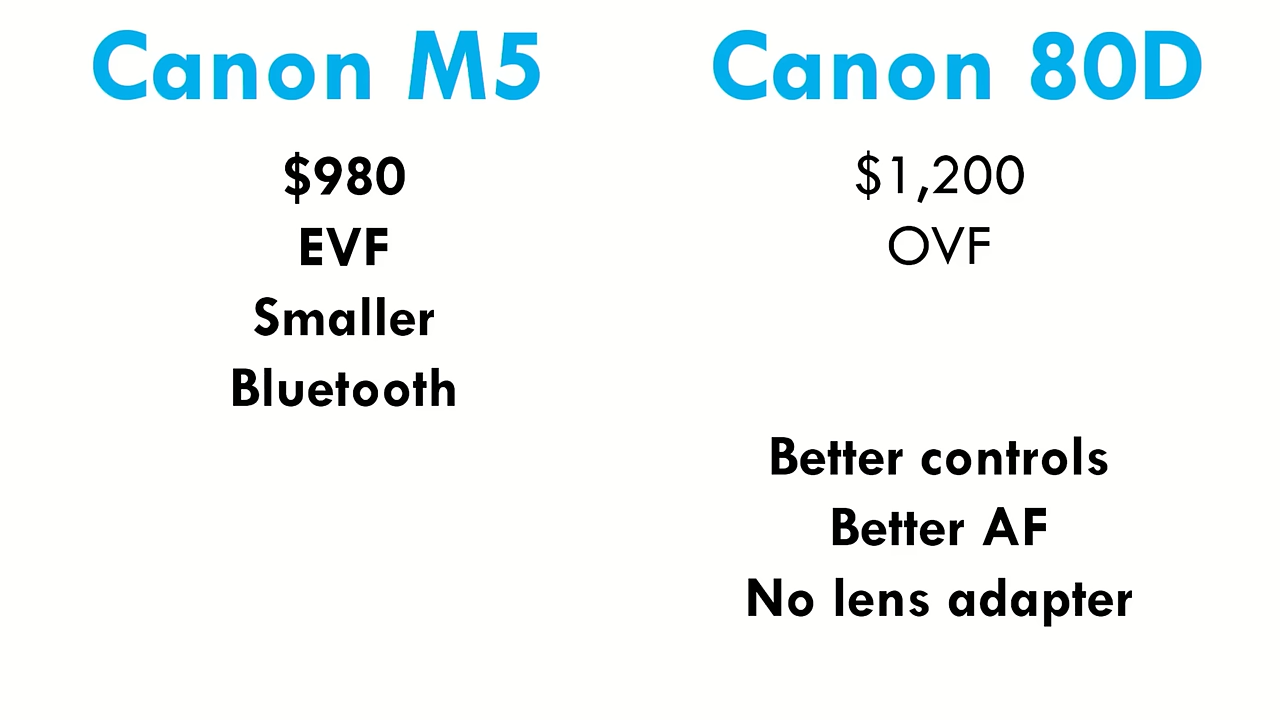 Canon M5
$980
EVF
Smaller
Bluetooth
Canon 80D
$1,200
OVF
Better controls
Better AF
No lens adapter